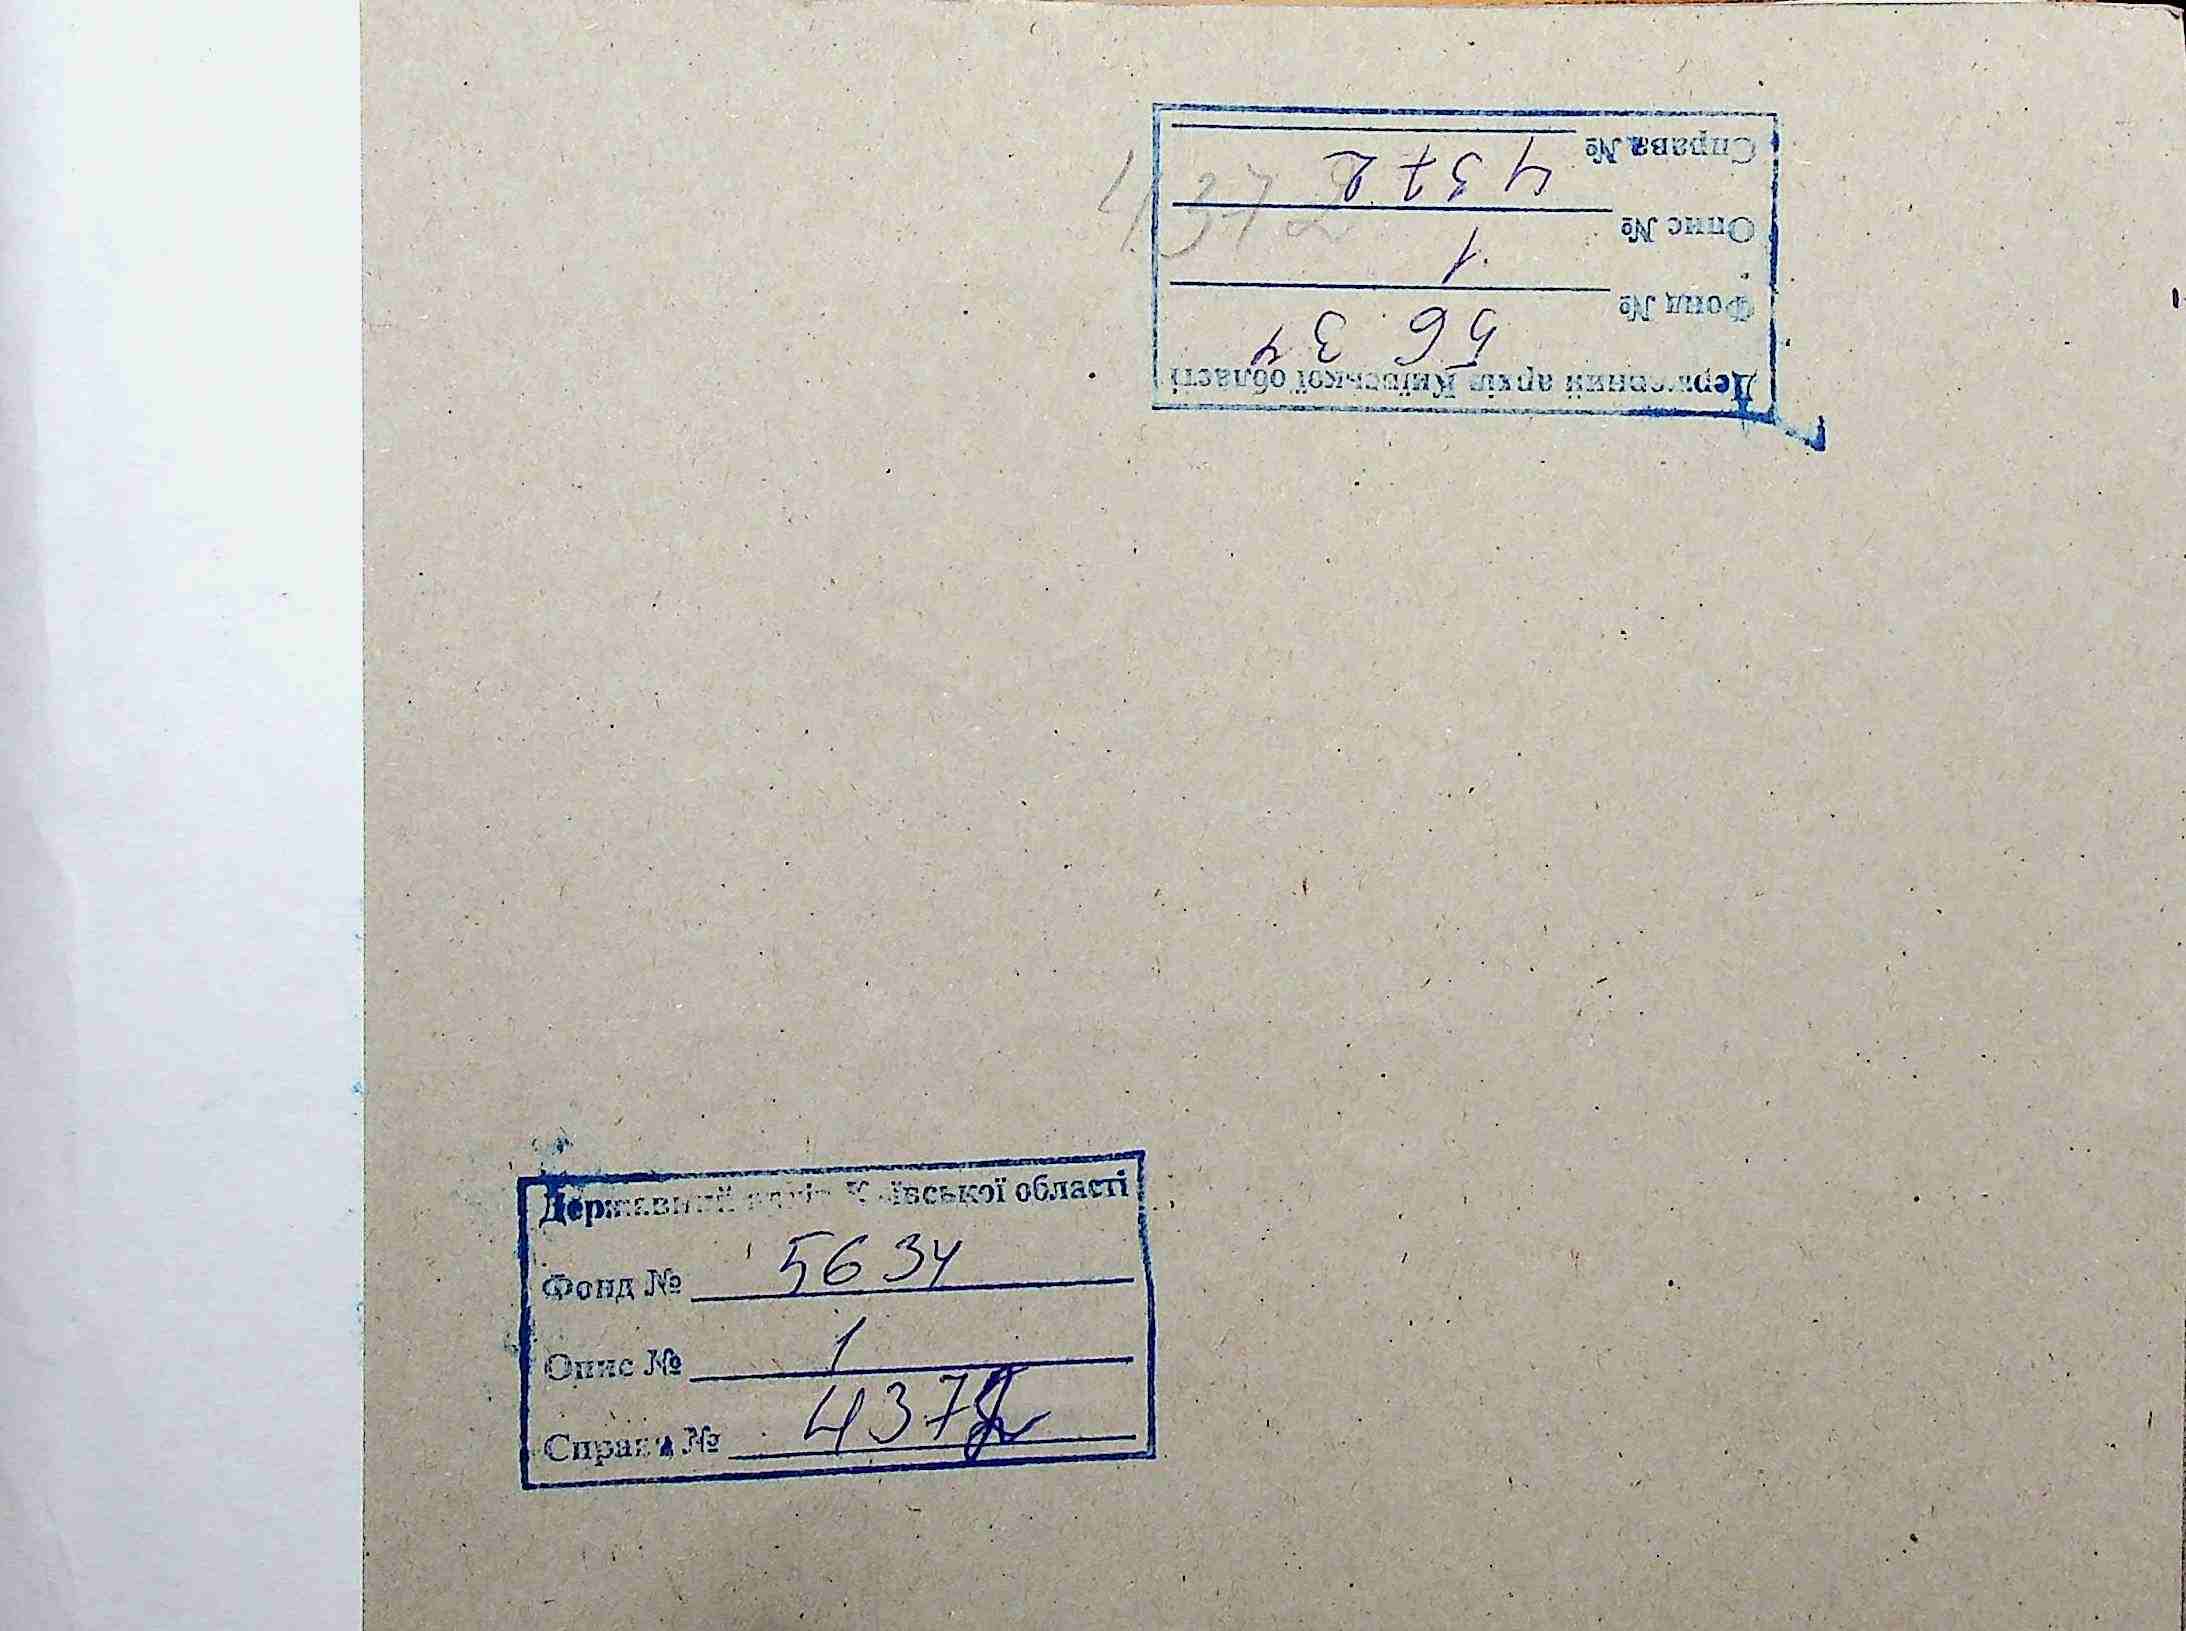 Державний архів Київської області
Фонд № 5634
Опис № 1
Справа № 4372
4372
Державний архів Київської області
Фонд № 5634
Опис № 1
Справа № 4372